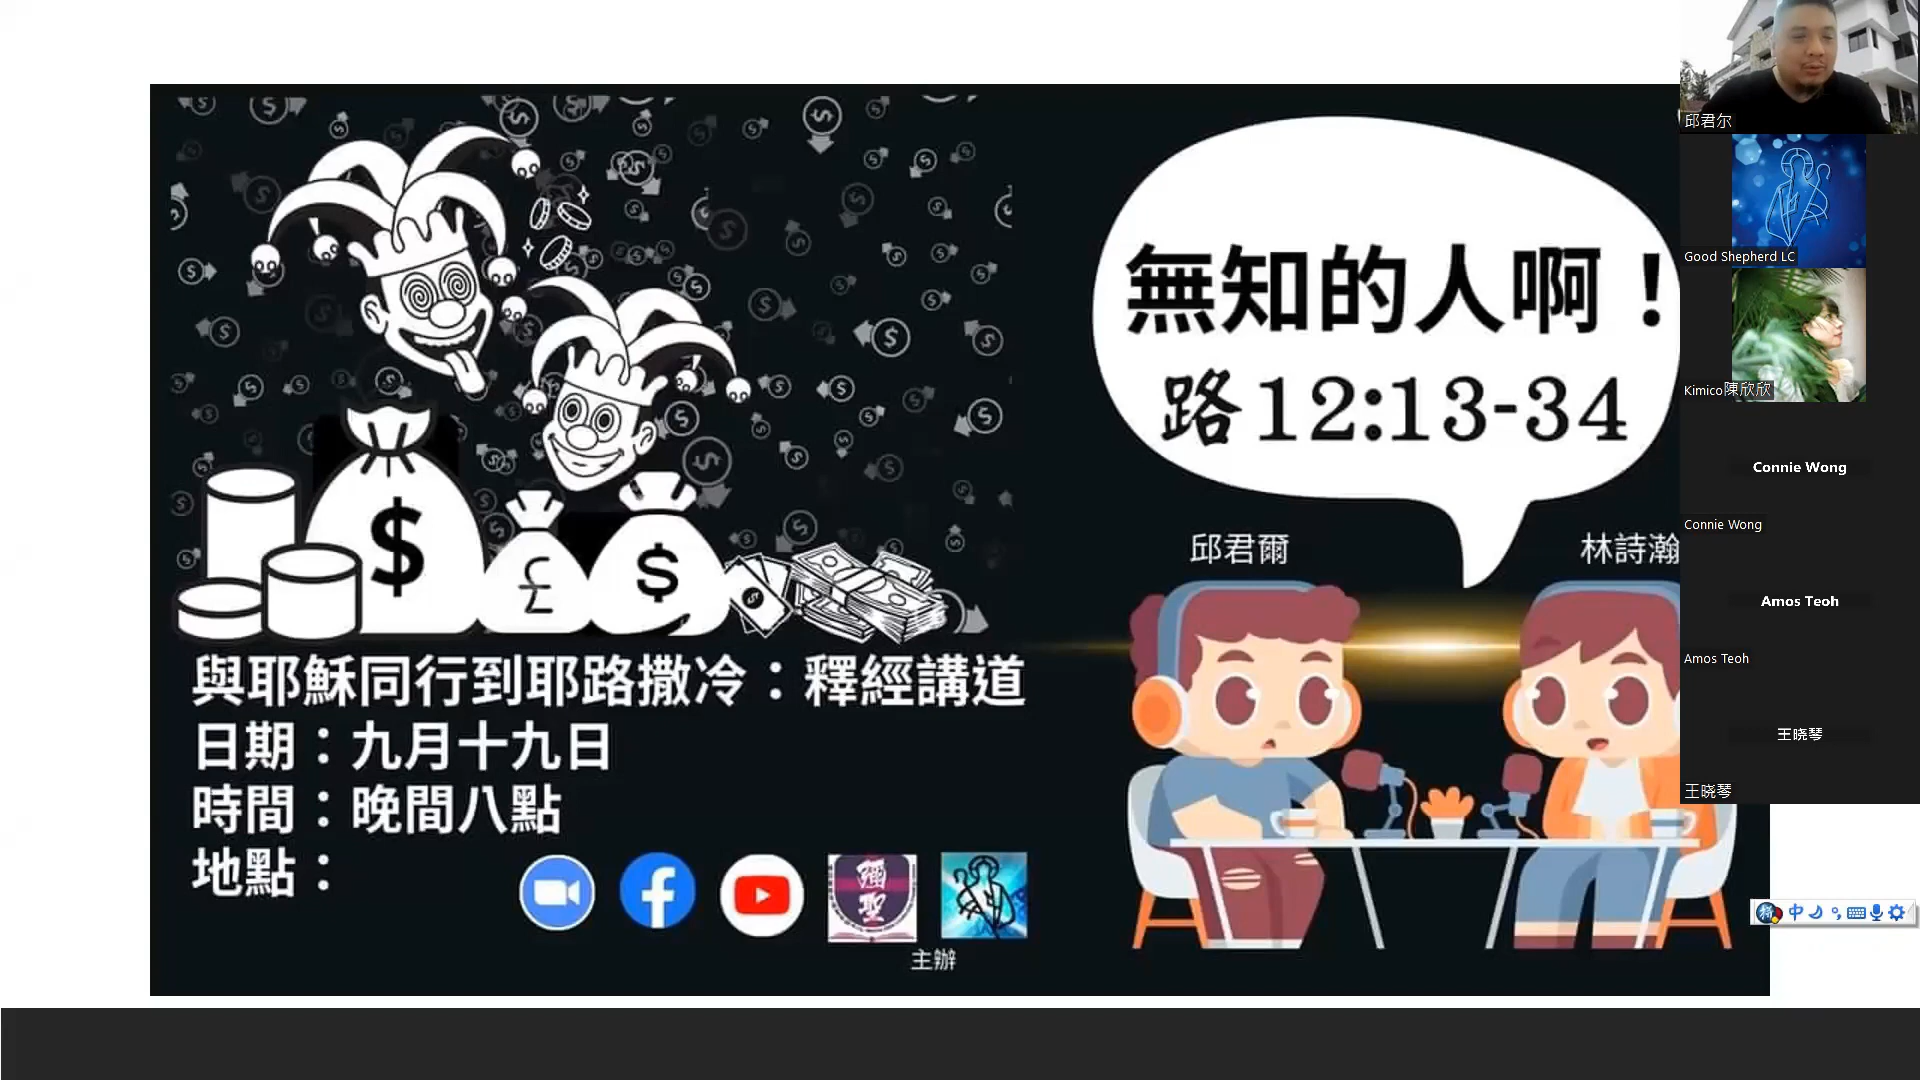 無知的人啊！
路12:13-34
邱君爾
林詩瀚
$
£
$
與耶穌同行到耶路撒冷：釋經講道
日期：九月十九日
時間：晚間八點
地點：
彌
聖
主辦
邱君尔
Good Shepherd LC
Kimico陳欣欣
Connie Wong
Connie Wong
Amos Teoh
Amos Teoh
王晓琴
王晓琴
中